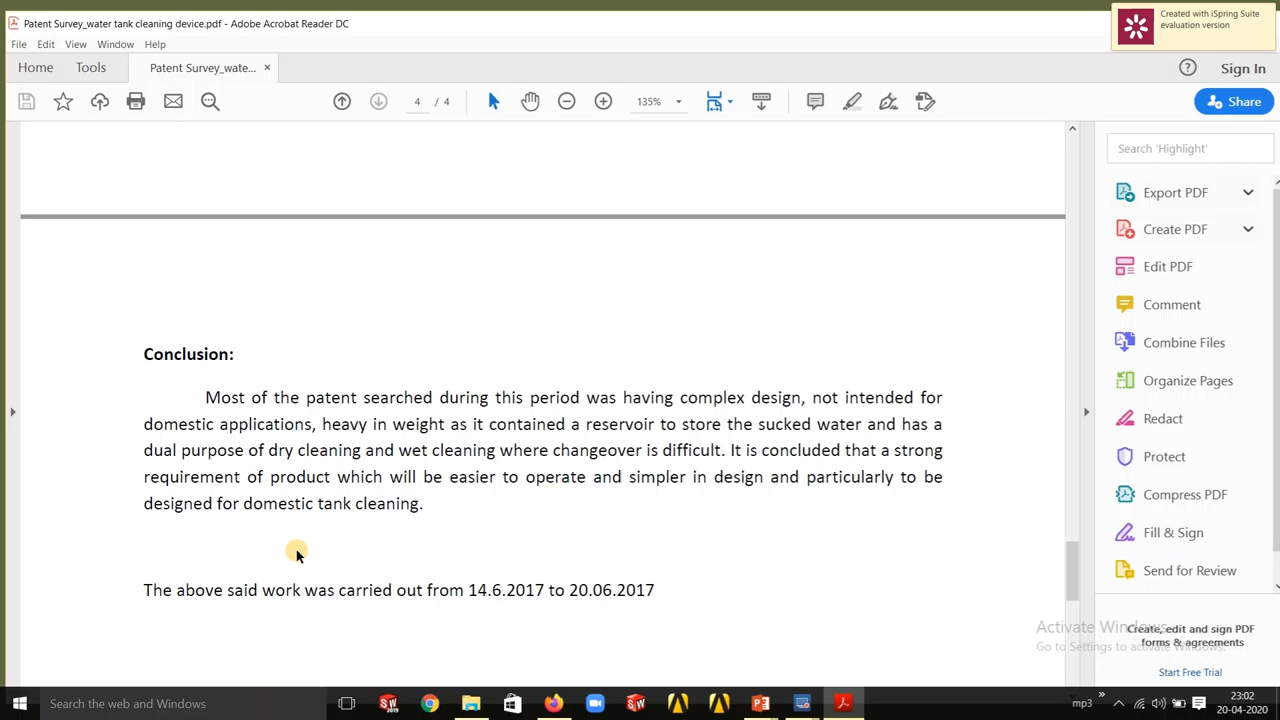 Patent Survey_water tank cleaning device.pdf - Adobe Acrobat Reader DC
Created with iSpring Suite
evaluation version
File Edit View Window Help
Home Tools Patent Survey_wate... × Sign In
4 / 4 135% Share
Search 'Highlight'
Export PDF
Create PDF
Edit PDF
Comment
Combine Files
Organize Pages
Redact
Protect
Compress PDF
Fill & Sign
Send for Review
Conclusion:
Most of the patent searched during this period was having complex design, not intended for
domestic applications, heavy in weight as it contained a reservoir to store the sucked water and has a
dual purpose of dry cleaning and wet cleaning where changeover is difficult. It is concluded that a strong
requirement of product which will be easier to operate and simpler in design and particularly to be
designed for domestic tank cleaning.
The above said work was carried out from 14.6.2017 to 20.06.2017
Activate Windows
Go to Settings to activate Windows.
Create, edit and sign PDF
forms & agreements
Start Free Trial
Search the web and Windows
SW 2019
SW
mp3
23:02
20-04-2020